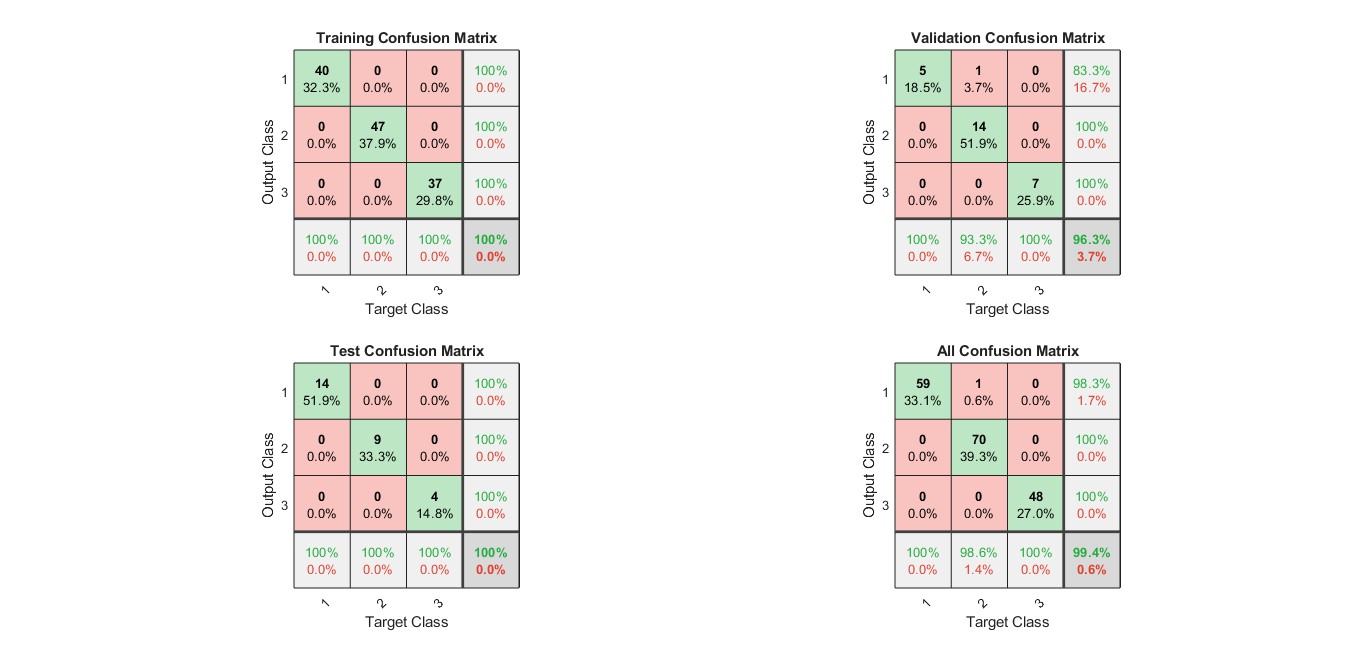 Training Confusion Matrix
1
40 0 0 100%
32.3% 0.0% 0.0% 0.0%
2
0 47 0 100%
0.0% 37.9% 0.0% 0.0%
3
0 0 37 100%
0.0% 0.0% 29.8% 0.0%
100% 100% 100% 100%
0.0% 0.0% 0.0% 0.0%
1 2 3
Target Class
Output Class
Validation Confusion Matrix
1
5 1 0 83.3%
18.5% 3.7% 0.0% 16.7%
2
0 14 0 100%
0.0% 51.9% 0.0% 0.0%
3
0 0 7 100%
0.0% 0.0% 25.9% 0.0%
100% 93.3% 100% 96.3%
0.0% 6.7% 0.0% 3.7%
1 2 3
Target Class
Output Class
Test Confusion Matrix
1
14 0 0 100%
51.9% 0.0% 0.0% 0.0%
2
0 9 0 100%
0.0% 33.3% 0.0% 0.0%
3
0 0 4 100%
0.0% 0.0% 14.8% 0.0%
100% 100% 100% 100%
0.0% 0.0% 0.0% 0.0%
1 2 3
Target Class
Output Class
All Confusion Matrix
1
59 1 0 98.3%
33.1% 0.6% 0.0% 1.7%
2
0 70 0 100%
0.0% 39.3% 0.0% 0.0%
3
0 0 48 100%
0.0% 0.0% 27.0% 0.0%
100% 98.6% 100% 99.4%
0.0% 1.4% 0.0% 0.6%
1 2 3
Target Class
Output Class